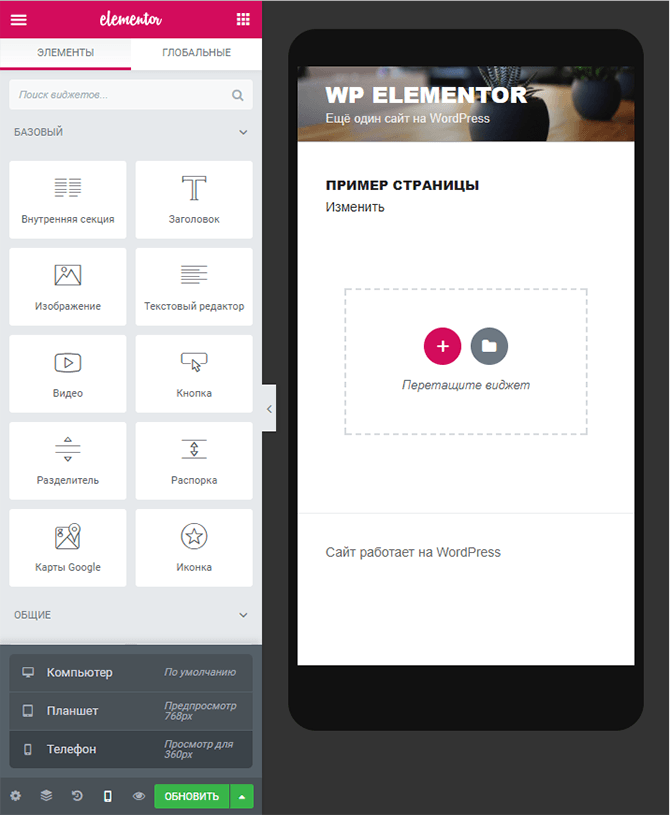 elementor
ЭЛЕМЕНТЫ
ГЛОБАЛЬНЫЕ
Поиск виджетов...
БАЗОВЫЙ
Внутренняя секция
Заголовок
Изображение
Текстовый редактор
Видео
Кнопка
Разделитель
Распорка
Карты Google
Иконка
ОБЩИЕ
Компьютер
По умолчанию
Планшет
Предпросмотр
768px
Телефон
Просмотр для
360px
ОБНОВИТЬ
WP ELEMENTOR
Ещё один сайт на WordPress
ПРИМЕР СТРАНИЦЫ
Изменить
Перетащите виджет
Сайт работает на WordPress